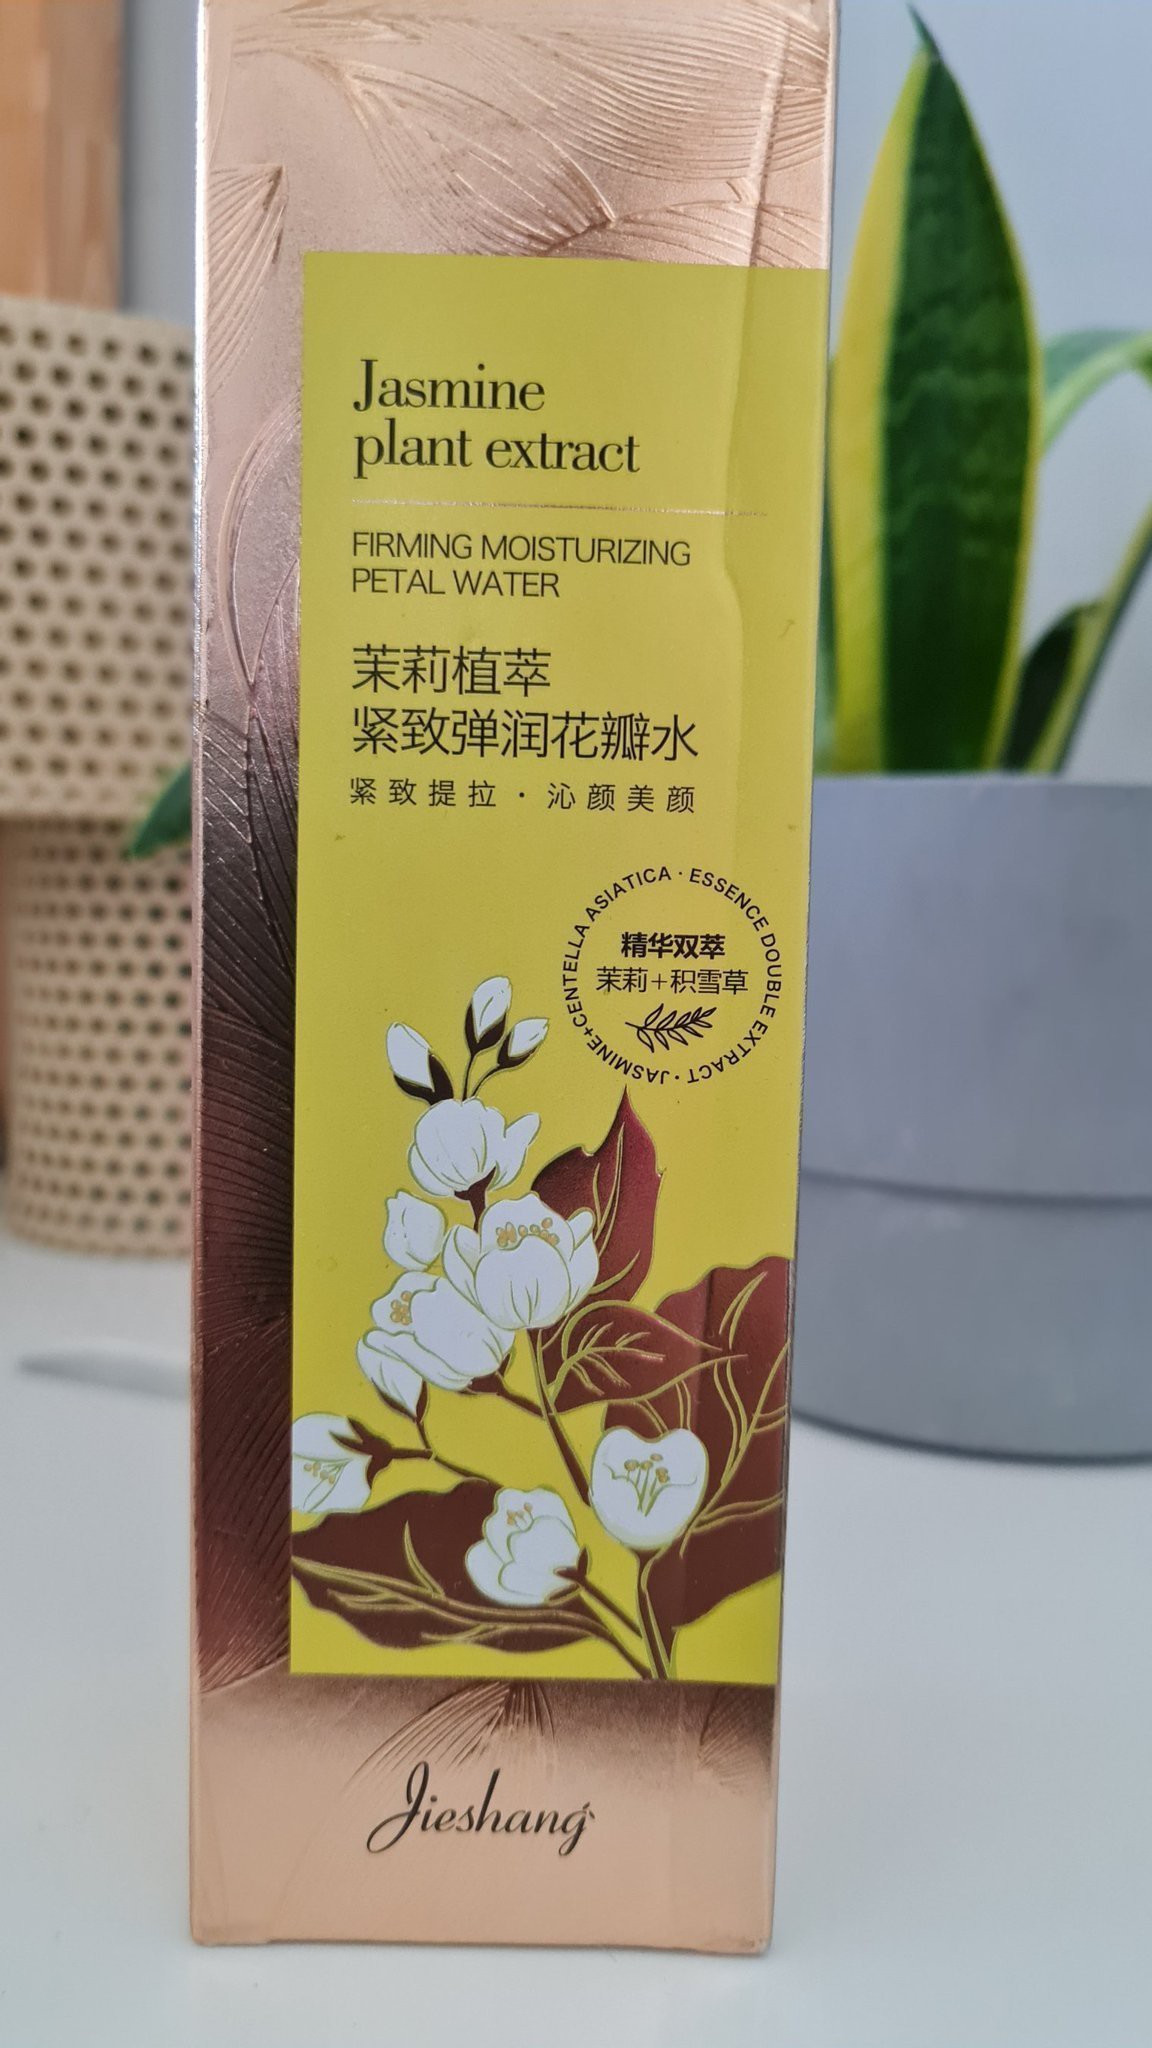 Jasmine
plant extract
FIRMING MOISTURIZING
PETAL WATER
茉莉植萃
紧致弹润花瓣水
紧致提拉·沁颜美颜
JASMINE+CENTELLA ASIATICA · ESSENCE DOUBLE EXTRACT ·
精华双萃
茉莉+积雪草
Jieshang